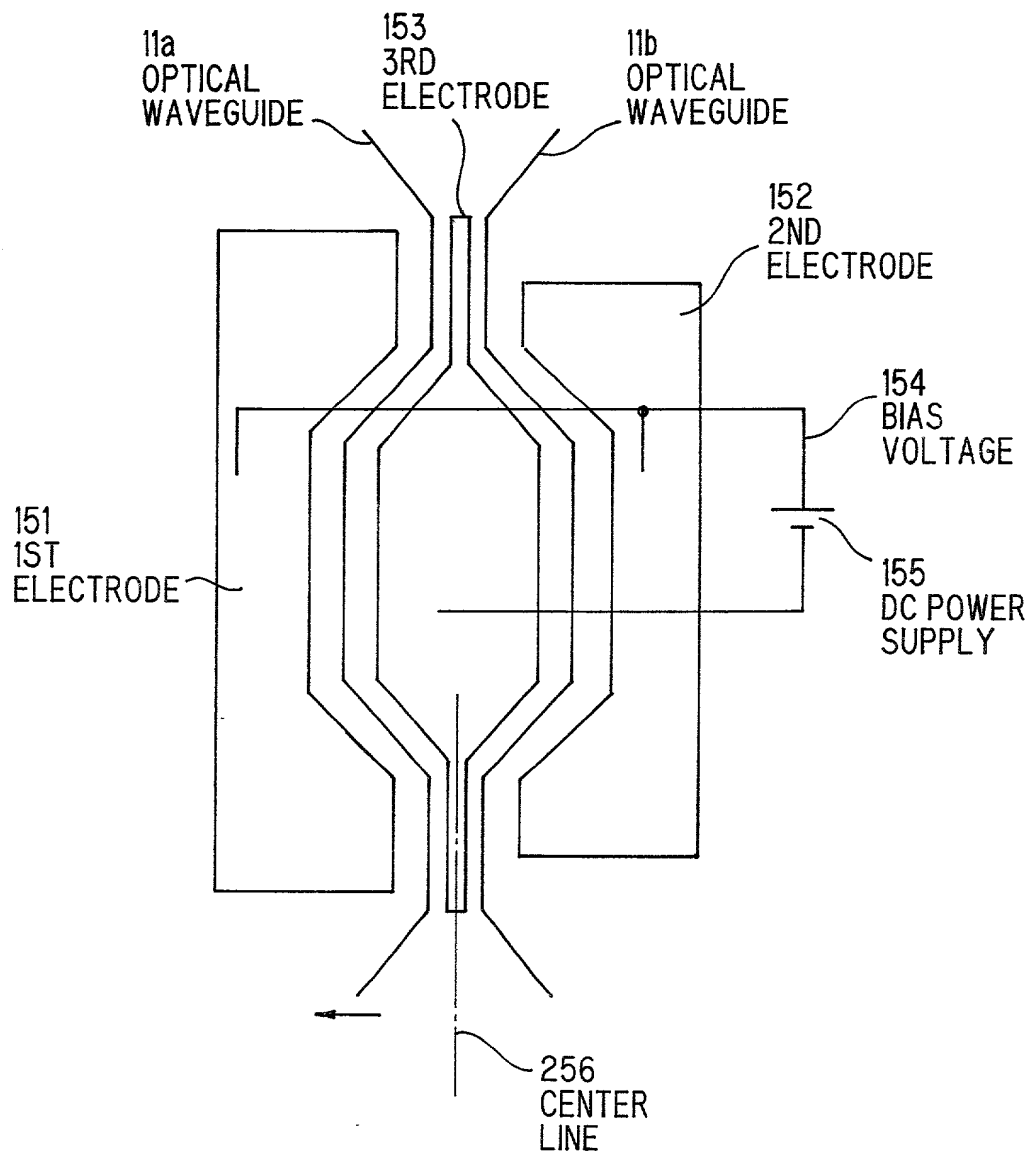 11a
OPTICAL
WAVEGUIDE
153
3RD
ELECTRODE
11b
OPTICAL
WAVEGUIDE
152
2ND
ELECTRODE
154
BIAS
VOLTAGE
151
1ST
ELECTRODE
155
DC POWER
SUPPLY
256
CENTER
LINE